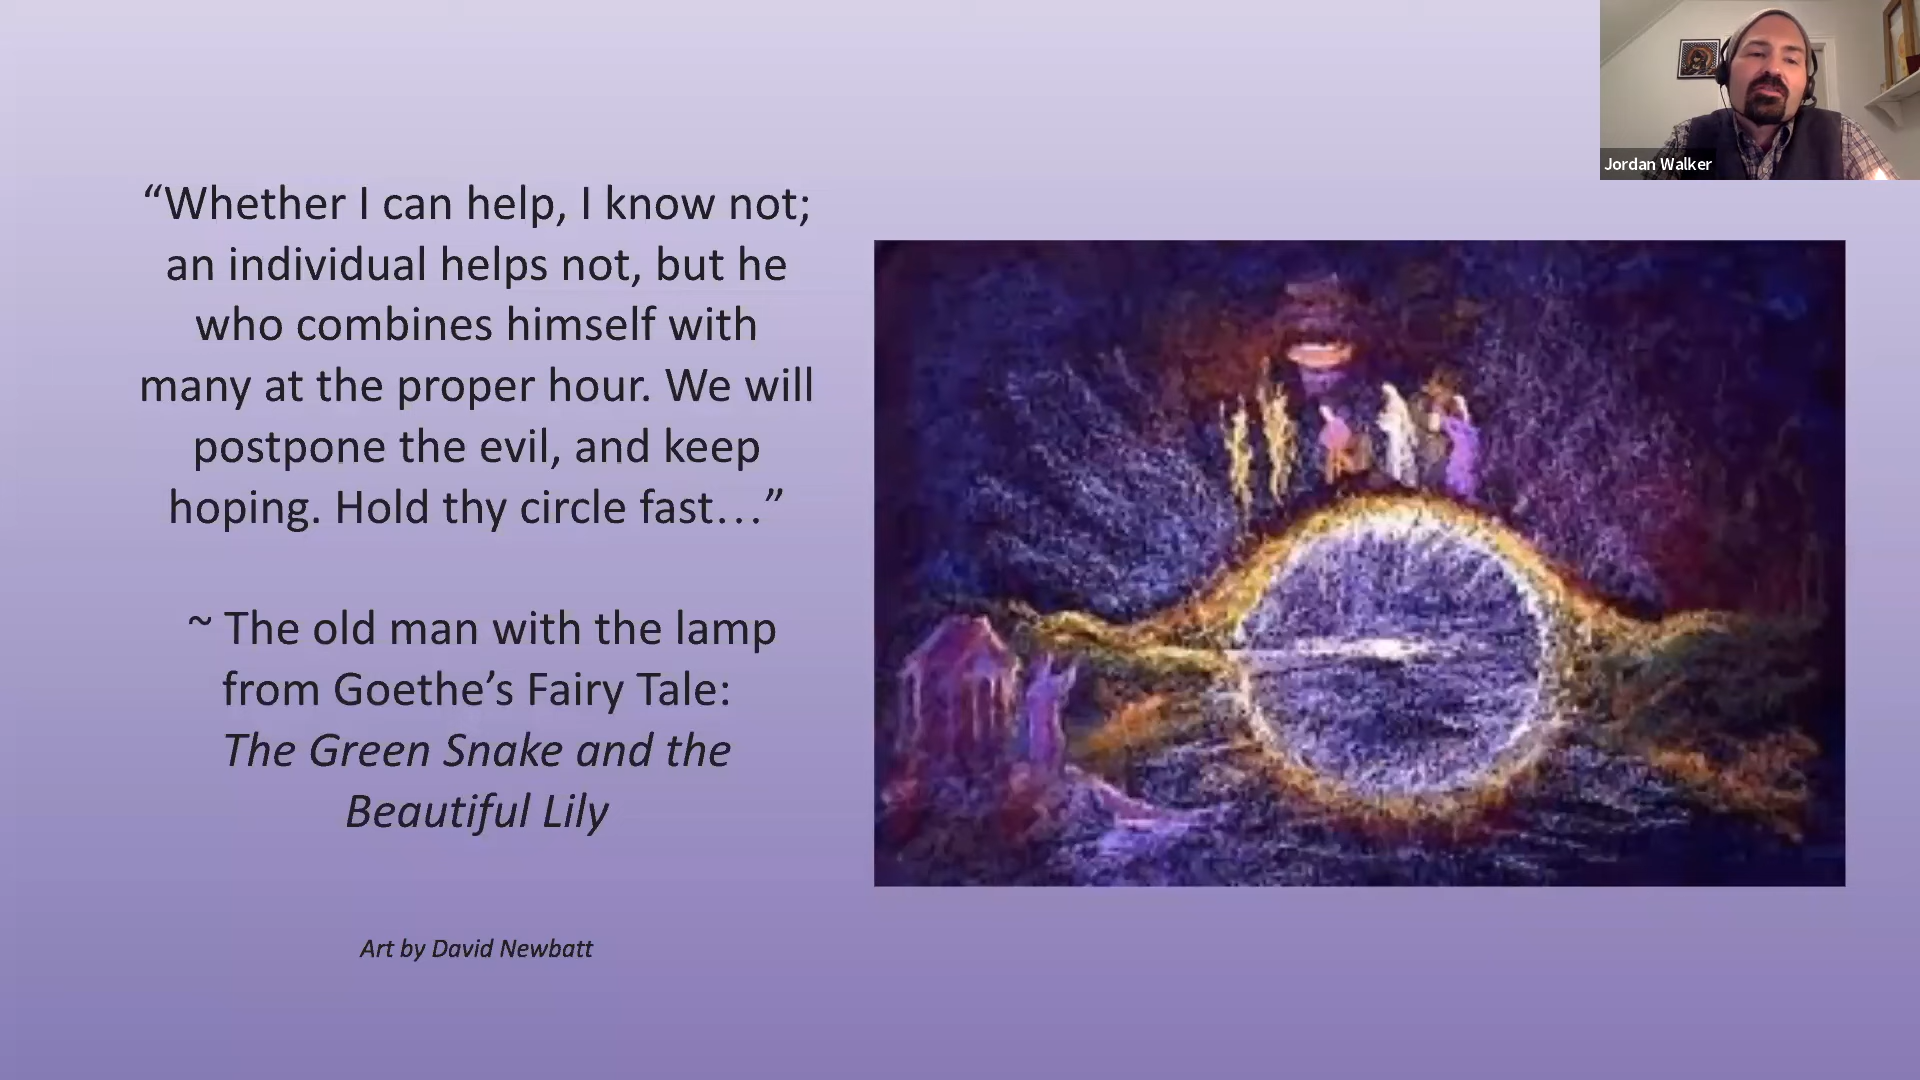 “Whether I can help, I know not;
an individual helps not, but he
who combines himself with
many at the proper hour. We will
postpone the evil, and keep
hoping. Hold thy circle fast…”
~ The old man with the lamp
from Goethe’s Fairy Tale:
The Green Snake and the
Beautiful Lily
Art by David Newbatt
Jordan Walker